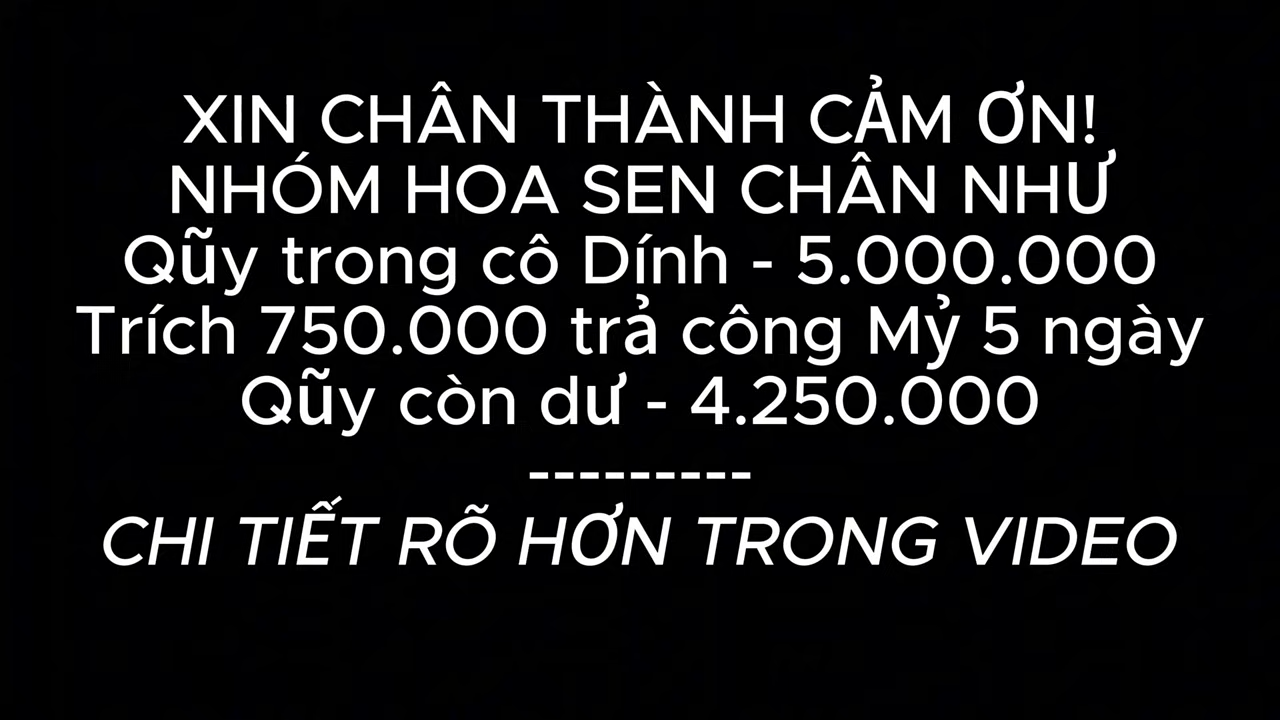 XIN CHÂN THÀNH CẢM ƠN!
NHÓM HOA SEN CHÂN NHƯ
Qũy trong cô Dính - 5.000.000
Trích 750.000 trả công Mỷ 5 ngày
Qũy còn dư - 4.250.000
---------
CHI TIẾT RÕ HƠN TRONG VIDEO